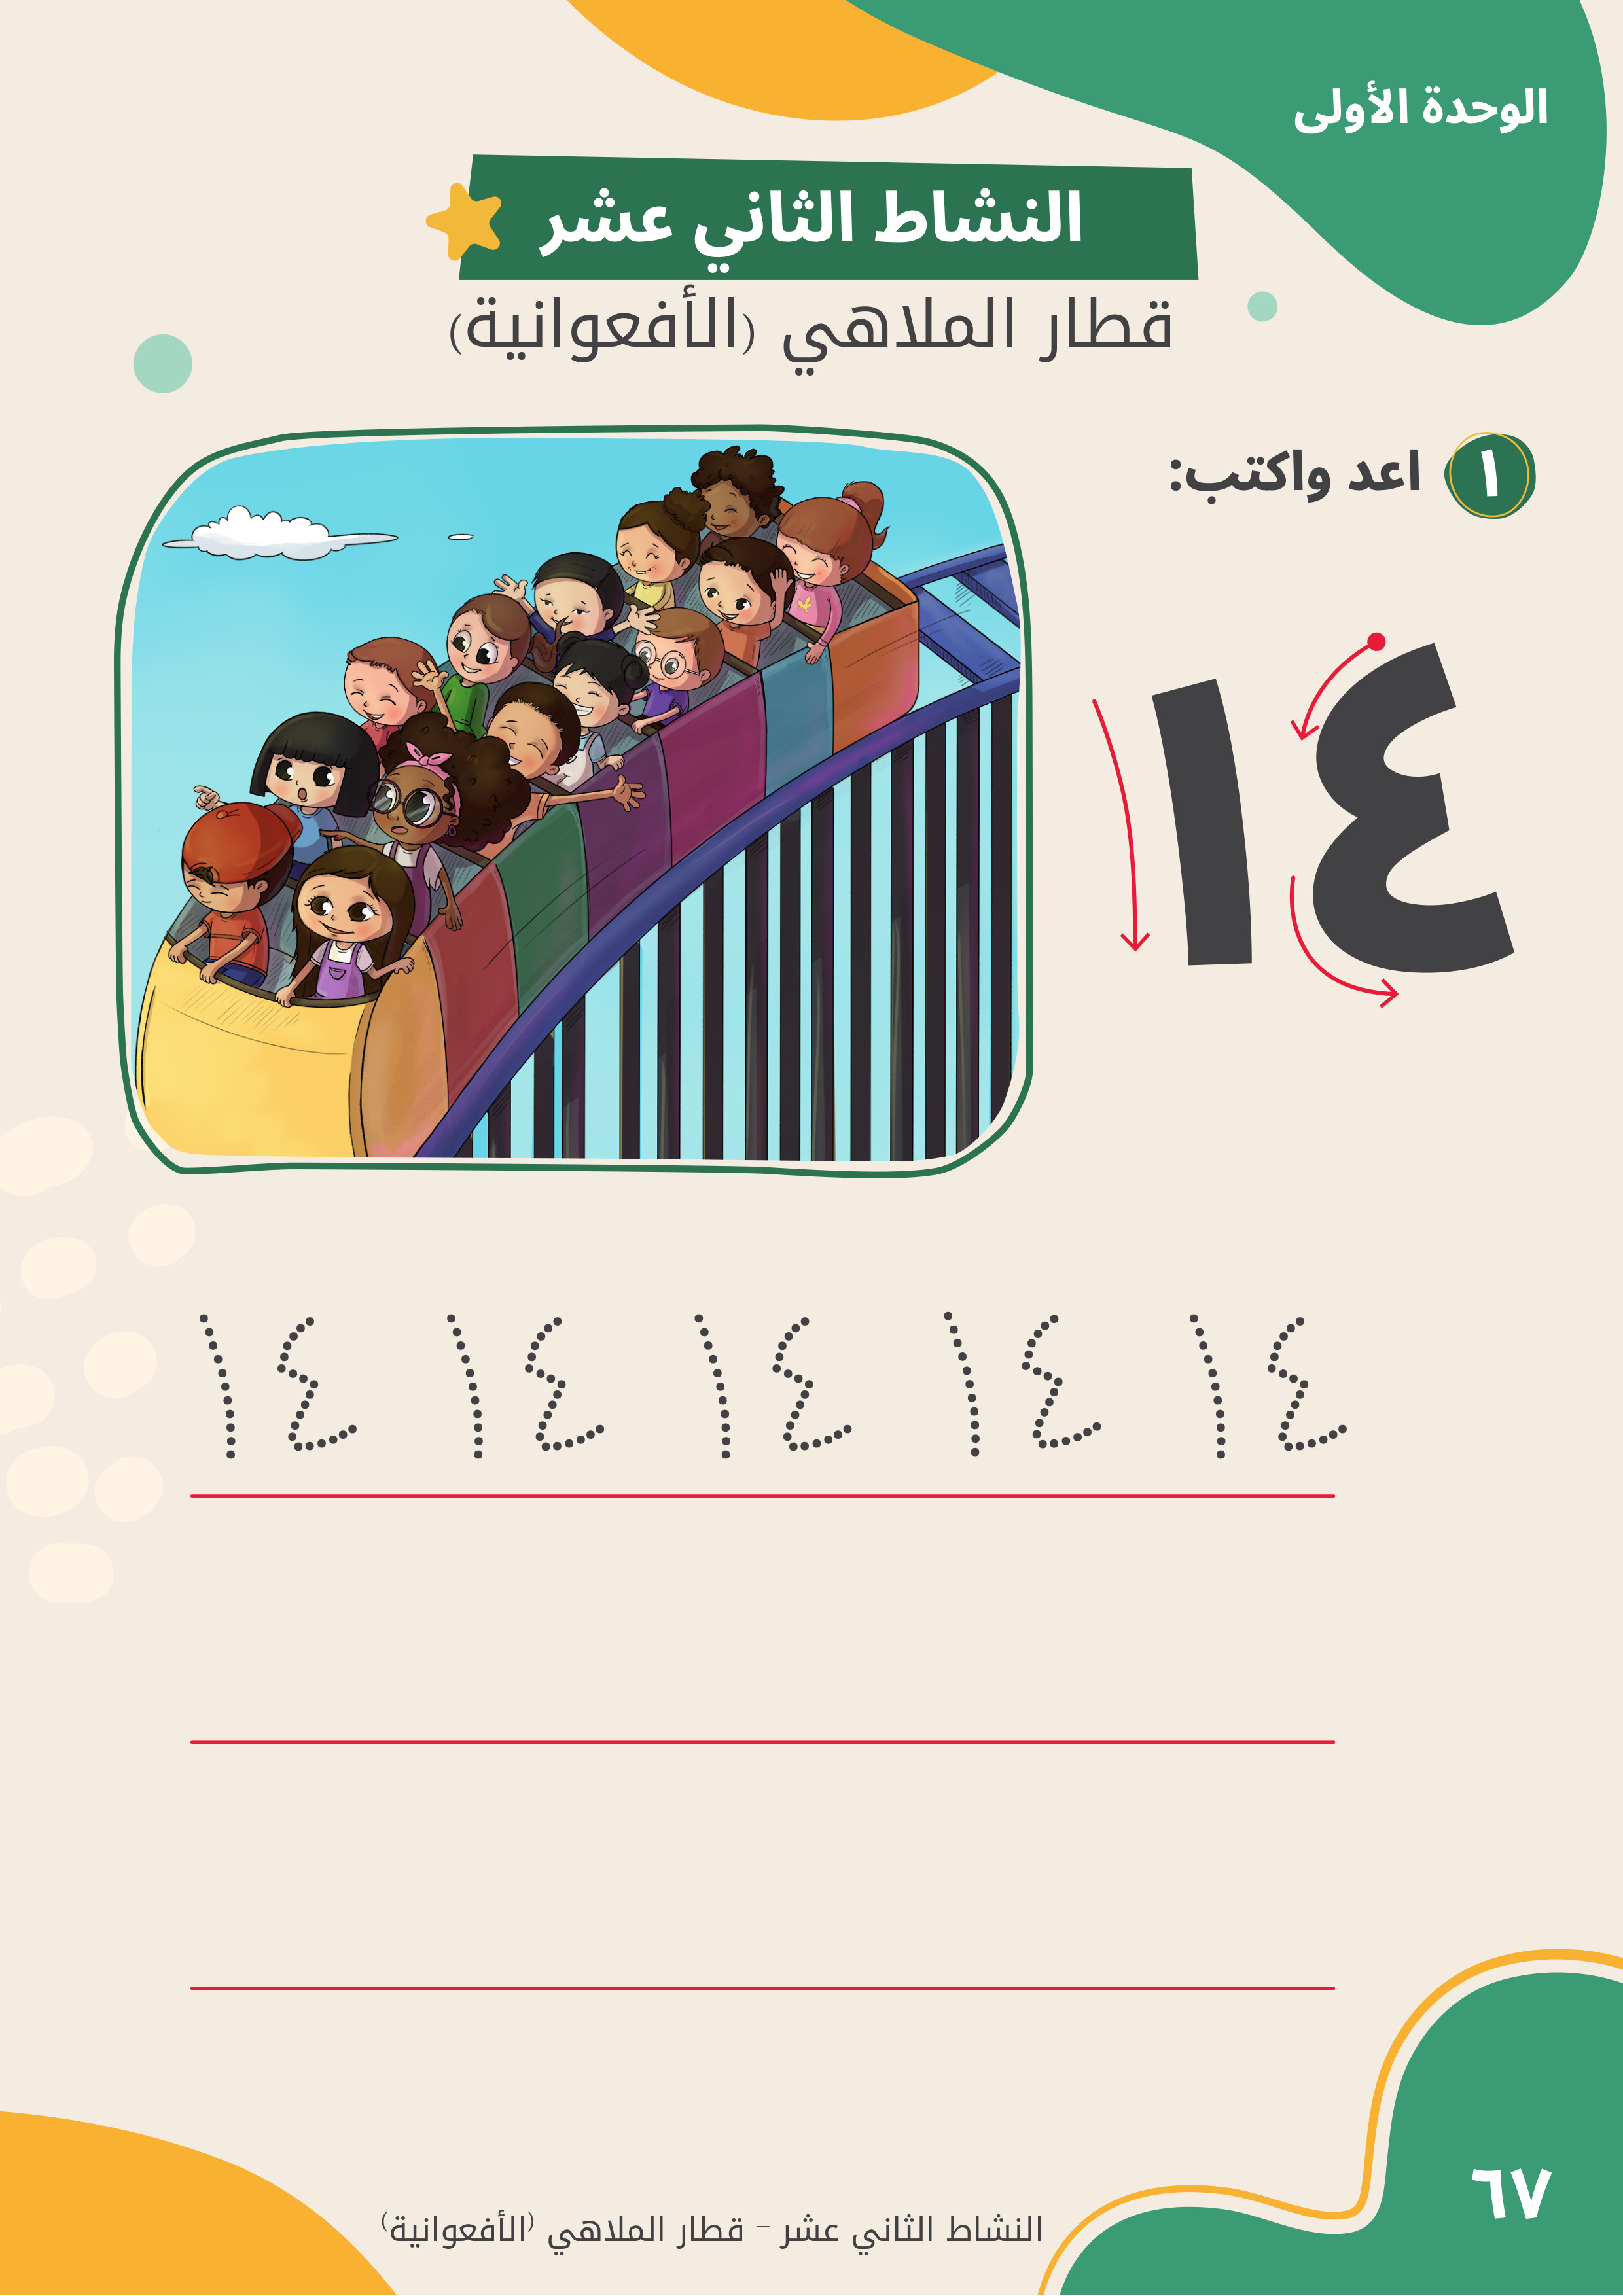 الوحدة الأولى
النشاط الثاني عشر
قطار الملاهي (الأفعوانية)
١ اعد واكتب:
١٤
١٤ ١٤ ١٤ ١٤ ١٤
النشاط الثاني عشر – قطار الملاهي (الأفعوانية)
٦٧